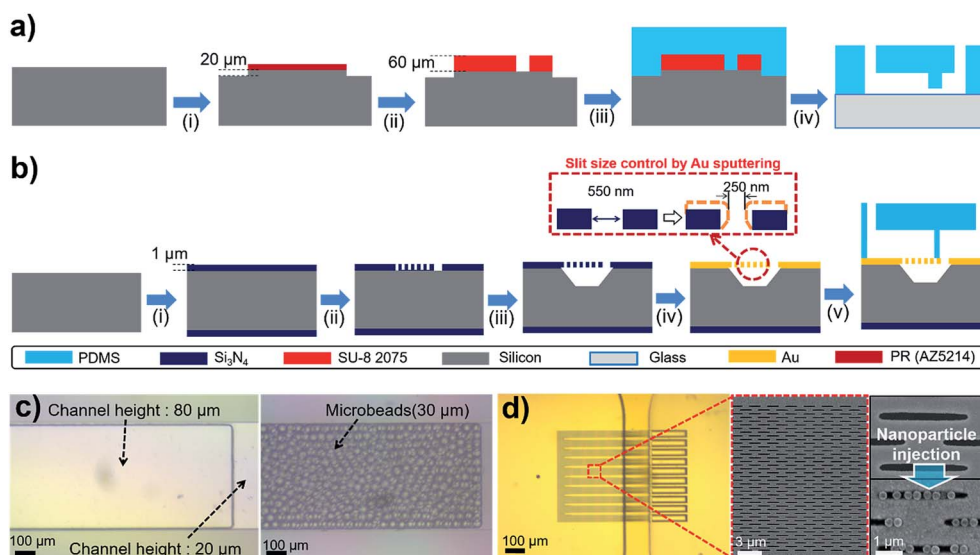 a)
20 µm
60 µm
(i)
(ii)
(iii)
(iv)
b)
Slit size control by Au sputtering
550 nm
250 nm
1 µm
(i)
(ii)
(iii)
(iv)
(v)
PDMS
Si₃N₄
SU-8 2075
Silicon
Glass
Au
PR (AZ5214)
c)
Channel height : 80 µm
100 µm
Channel height : 20 µm
Microbeads(30 µm)
100 µm
d)
100 µm
3 µm
Nanoparticle
injection
1 µm